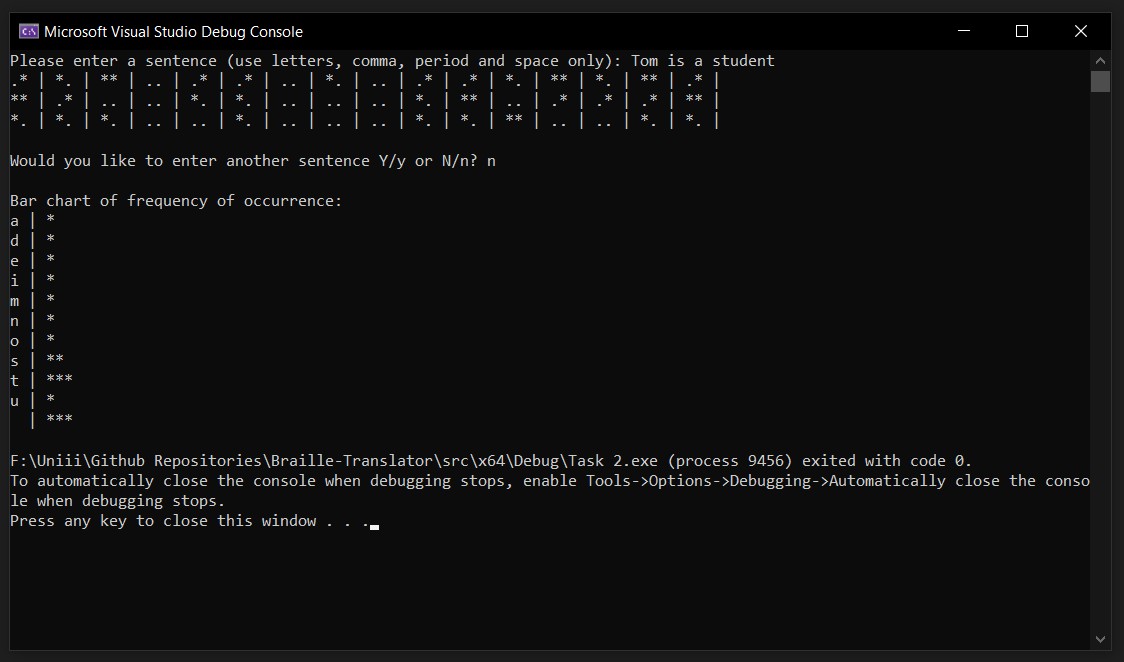 Microsoft Visual Studio Debug Console
Please enter a sentence (use letters, comma, period and space only): Tom is a student
.* | *. | ** | .. | .* | .* | .. | *. | .. | .* | .* | *. | ** | *. | ** | .* |
** | .* | .. | .. | *. | *. | .. | .. | .. | *. | ** | .. | .* | .* | .* | ** |
*. | *. | *. | .. | .. | *. | .. | .. | .. | *. | *. | ** | .. | .. | *. | *. |
Would you like to enter another sentence Y/y or N/n? n
Bar chart of frequency of occurrence:
a | *
d | *
e | *
i | *
m | *
n | *
o | *
s | **
t | ***
u | *
  | ***
F:\Uniii\Github Repositories\Braille-Translator\src\x64\Debug\Task 2.exe (process 9456) exited with code 0.
To automatically close the console when debugging stops, enable Tools->Options->Debugging->Automatically close the conso
le when debugging stops.
Press any key to close this window . . .